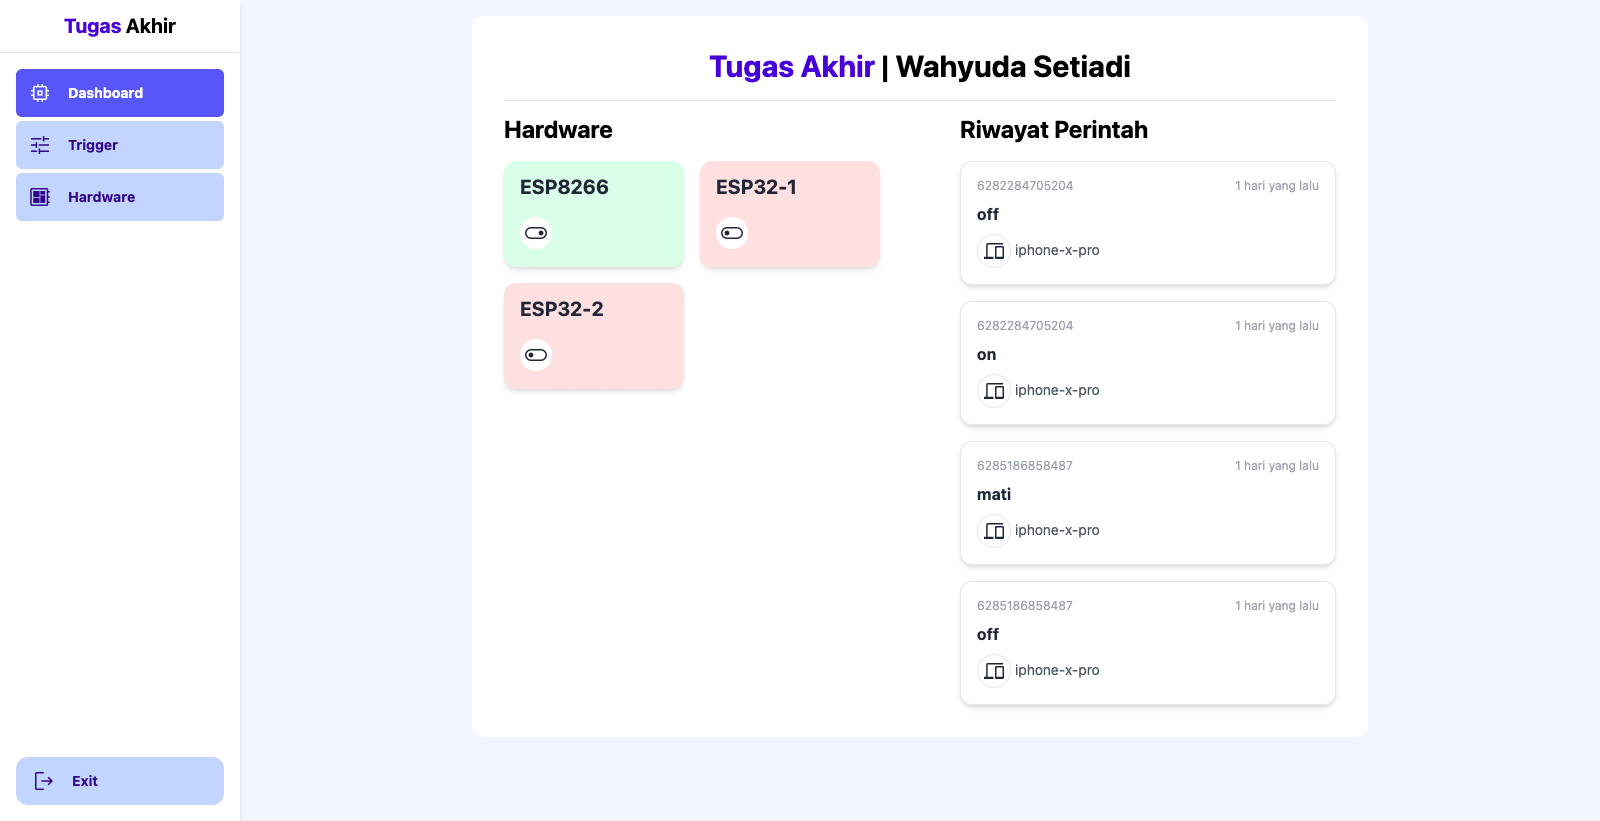 Tugas Akhir
Dashboard
Trigger
Hardware
Exit
Tugas Akhir | Wahyuda Setiadi
Hardware
ESP8266
ESP32-1
ESP32-2
Riwayat Perintah
6282284705204 1 hari yang lalu
off
iphone-x-pro
6282284705204 1 hari yang lalu
on
iphone-x-pro
6285186858487 1 hari yang lalu
mati
iphone-x-pro
6285186858487 1 hari yang lalu
off
iphone-x-pro